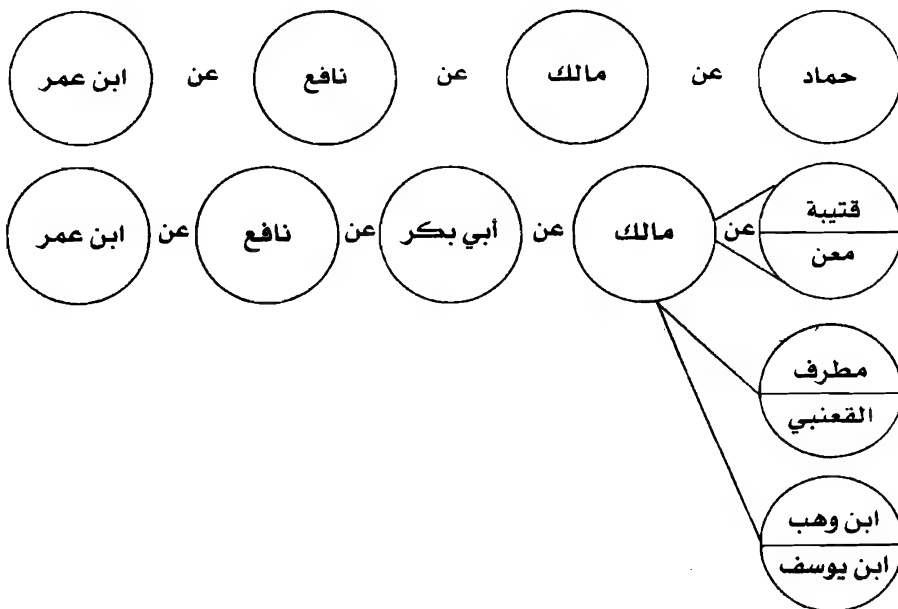 حماد عن مالك عن نافع عن ابن عمر
قتيبة
معن
عن مالك عن أبي بكر عن نافع عن ابن عمر
مطرف
القعنبي
ابن وهب
ابن يوسف